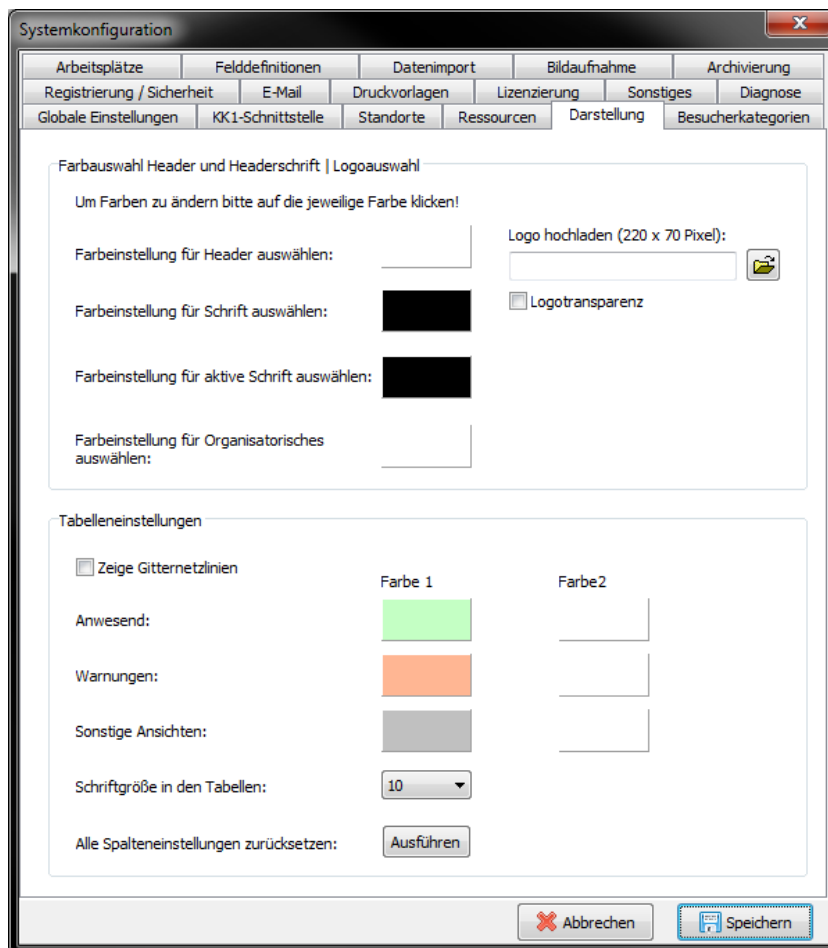 Systemkonfiguration
Arbeitsplätze Felddefinitionen Datenimport Bildaufnahme Archivierung
Registrierung / Sicherheit E-Mail Druckvorlagen Lizenzierung Sonstiges Diagnose
Globale Einstellungen KK1-Schnittstelle Standorte Ressourcen Darstellung Besucherkategorien
Farbauswahl Header und Headerschrift | Logoauswahl
Um Farben zu ändern bitte auf die jeweilige Farbe klicken!
Logo hochladen (220 x 70 Pixel):
Farbeinstellung für Header auswählen:
Logotransparenz
Farbeinstellung für Schrift auswählen:
Farbeinstellung für aktive Schrift auswählen:
Farbeinstellung für Organisatorisches
auswählen:
Tabelleneinstellungen
Zeige Gitternetzlinien
Farbe 1 Farbe2
Anwesend:
Warnungen:
Sonstige Ansichten:
Schriftgröße in den Tabellen: 10
Alle Spalteneinstellungen zurücksetzen: Ausführen
Abbrechen Speichern